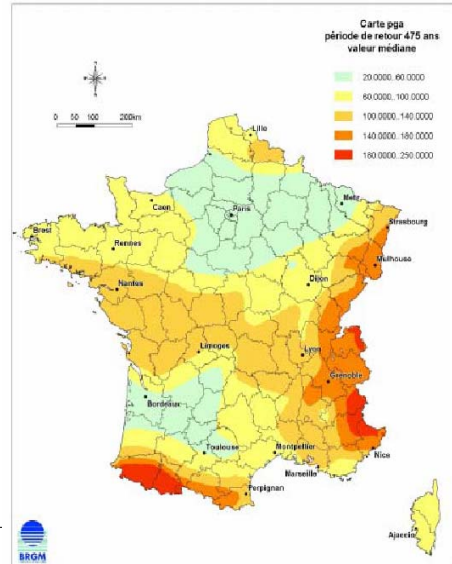 Carte pga
période de retour 475 ans
valeur médiane
20.0000..60.0000
60.0000..100.0000
100.0000..140.0000
140.0000..180.0000
180.0000..250.0000
0 50 100 200km
Lille
Caen
Paris
Metz
Strasbourg
Brest
Rennes
Mulhouse
Dijon
Nantes
Limoges
Lyon
Grenoble
Bordeaux
Toulouse
Montpellier
Nice
Marseille
Perpignan
Ajaccio
BRGM